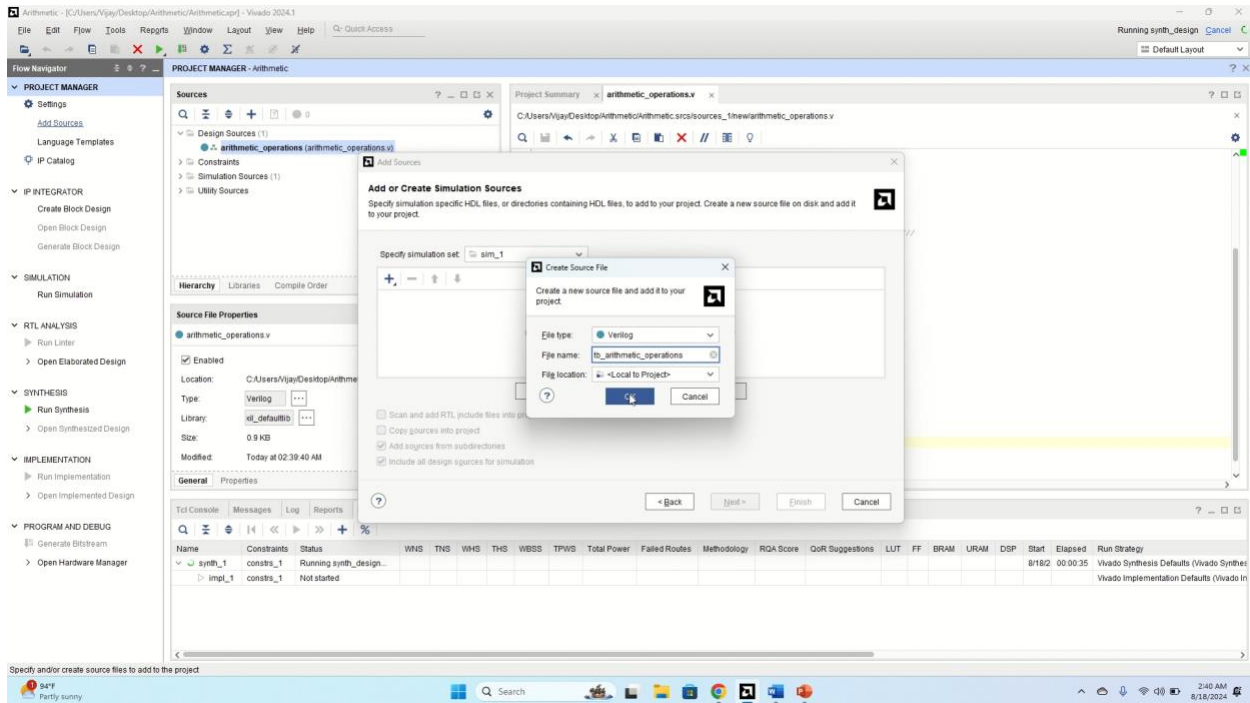 Arithmetic - [C:/Users/Vijay/Desktop/Arithmetic/Arithmetic.xpr] - Vivado 2024.1
File Edit Flow Tools Reports Window Layout View Help Q- Quick Access
Running synth_design Cancel
Default Layout
Flow Navigator
PROJECT MANAGER - Arithmetic
PROJECT MANAGER
Settings
Add Sources
Language Templates
IP Catalog
IP INTEGRATOR
Create Block Design
Open Block Design
Generate Block Design
SIMULATION
Run Simulation
RTL ANALYSIS
Run Linter
Open Elaborated Design
SYNTHESIS
Run Synthesis
Open Synthesized Design
IMPLEMENTATION
Run Implementation
Open Implemented Design
PROGRAM AND DEBUG
Generate Bitstream
Open Hardware Manager
Sources
Design Sources (1)
arithmetic_operations (arithmetic_operations.v)
Constraints
Simulation Sources (1)
Utility Sources
Hierarchy Libraries Compile Order
Source File Properties
arithmetic_operations.v
Enabled
Location: C:/Users/Vijay/Desktop/Arithme
Type: Verilog
Library: xil_defaultlib
Size: 0.9 KB
Modified: Today at 02:39:40 AM
General Properties
Project Summary arithmetic_operations.v
C:/Users/Vijay/Desktop/Arithmetic/Arithmetic.srcs/sources_1/new/arithmetic_operations.v
//
Add Sources
Add or Create Simulation Sources
Specify simulation specific HDL files, or directories containing HDL files, to add to your project. Create a new source file on disk and add it
to your project.
Specify simulation set: sim_1
Scan and add RTL include files into pr
Copy sources into project
Add sources from subdirectories
Include all design sources for simulation
< Back Next > Finish Cancel
Create Source File
Create a new source file and add it to your
project.
File type: Verilog
File name: tb_arithmetic_operations
File location: <Local to Project>
OK Cancel
Tcl Console Messages Log Reports
Name Constraints Status WNS TNS WHS THS WBSS TPWS Total Power Failed Routes Methodology RQA Score QoR Suggestions LUT FF BRAM URAM DSP Start Elapsed Run Strategy
synth_1 constrs_1 Running synth_design... 8/18/2 00:00:35 Vivado Synthesis Defaults (Vivado Synthes
impl_1 constrs_1 Not started Vivado Implementation Defaults (Vivado In
Specify and/or create source files to add to the project
1 94°F
Partly sunny
Search
2:40 AM
8/18/2024